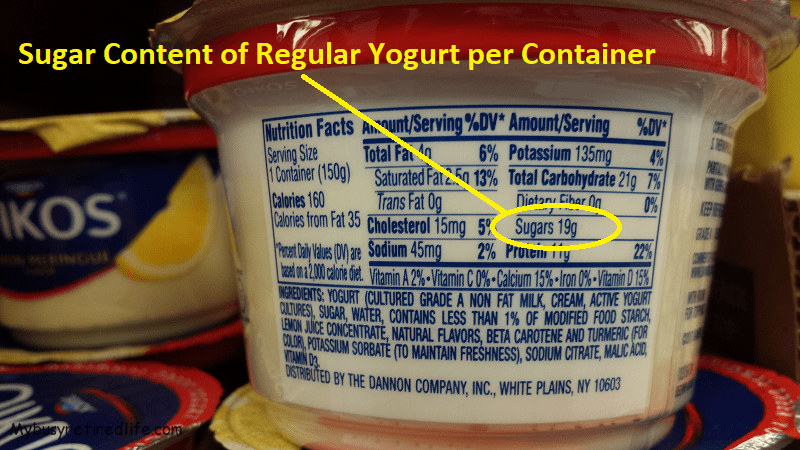 Sugar Content of Regular Yogurt per Container
IKOS
Nutrition Facts
Serving Size
1 Container (150g)
Calories 160
Calories from Fat 35
*Percent Daily Values (DV) are
based on a 2,000 calorie diet.
Amount/Serving %DV* Amount/Serving %DV*
Total Fat 4g 6% Potassium 135mg 4%
Saturated Fat 2.5g 13% Total Carbohydrate 21g 7%
Trans Fat 0g Dietary Fiber 0g 0%
Cholesterol 15mg 5% Sugars 19g
Sodium 45mg 2% Protein 11g 22%
Vitamin A 2% • Vitamin C 0% • Calcium 15% • Iron 0% • Vitamin D 15%
INGREDIENTS: YOGURT (CULTURED GRADE A NON FAT MILK, CREAM, ACTIVE YOGURT
CULTURES), SUGAR, WATER, CONTAINS LESS THAN 1% OF MODIFIED FOOD STARCH,
LEMON JUICE CONCENTRATE, NATURAL FLAVORS, BETA CAROTENE AND TURMERIC (FOR
COLOR), POTASSIUM SORBATE (TO MAINTAIN FRESHNESS), SODIUM CITRATE, MALIC ACID,
VITAMIN D3.
DISTRIBUTED BY THE DANNON COMPANY, INC., WHITE PLAINS, NY 10603
Mybusyretiredlife.com